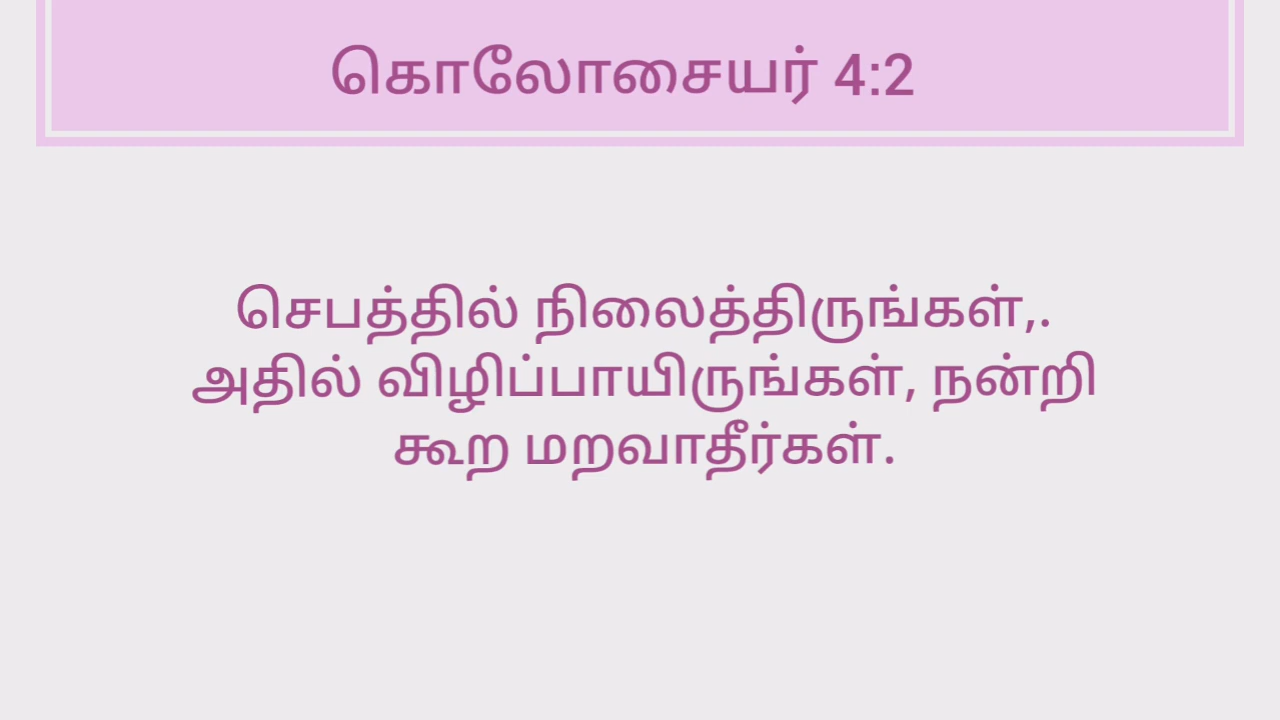 கொலோசையர் 4:2
செபத்தில் நிலைத்திருங்கள்,.
அதில் விழிப்பாயிருங்கள், நன்றி
கூற மறவாதீர்கள்.